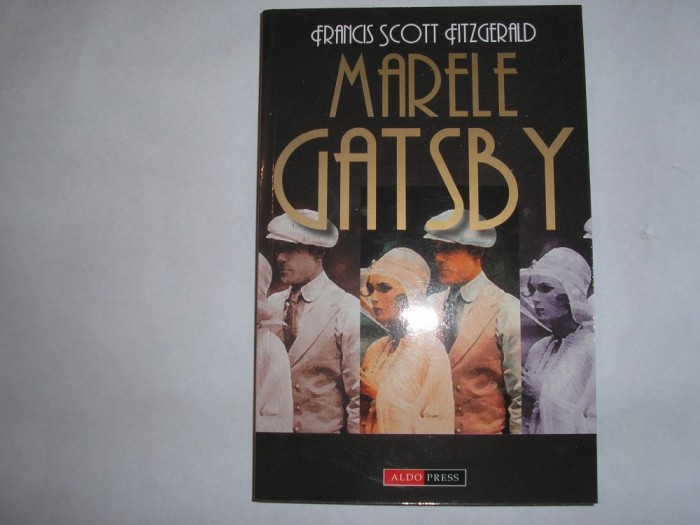 FRANCIS SCOTT FITZGERALD
MARELE
GATSBY
ALDO PRESS